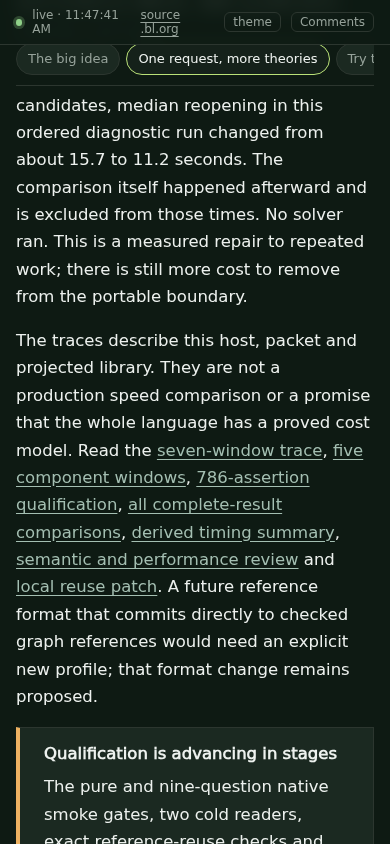 live · 11:47:41 AM
source.bl.org
theme
Comments
The big idea
One request, more theories
Try t
candidates, median reopening in this
ordered diagnostic run changed from
about 15.7 to 11.2 seconds. The
comparison itself happened afterward and
is excluded from those times. No solver
ran. This is a measured repair to repeated
work; there is still more cost to remove
from the portable boundary.
The traces describe this host, packet and
projected library. They are not a
production speed comparison or a promise
that the whole language has a proved cost
model. Read the seven-window trace, five
component windows, 786-assertion
qualification, all complete-result
comparisons, derived timing summary,
semantic and performance review and
local reuse patch. A future reference
format that commits directly to checked
graph references would need an explicit
new profile; that format change remains
proposed.
Qualification is advancing in stages
The pure and nine-question native
smoke gates, two cold readers,
exact reference-reuse checks and